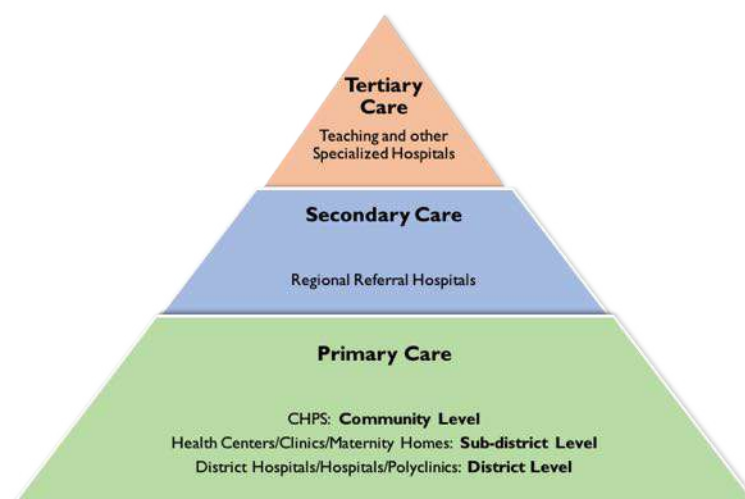 Tertiary
Care
Teaching and other
Specialized Hospitals
Secondary Care
Regional Referral Hospitals
Primary Care
CHPS: Community Level
Health Centers/Clinics/Maternity Homes: Sub-district Level
District Hospitals/Hospitals/Polyclinics: District Level